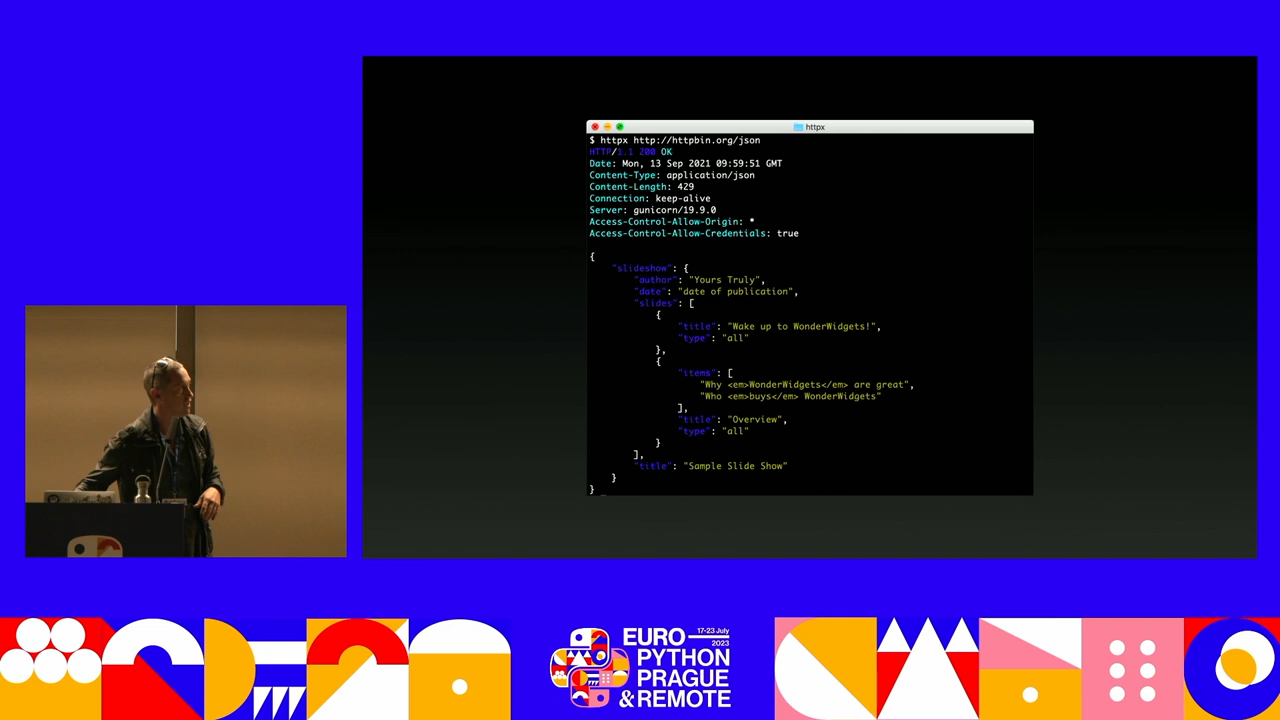 httpx
$ httpx http://httpbin.org/json
HTTP/1.1 200 OK
Date: Mon, 13 Sep 2021 09:59:51 GMT
Content-Type: application/json
Content-Length: 429
Connection: keep-alive
Server: gunicorn/19.9.0
Access-Control-Allow-Origin: *
Access-Control-Allow-Credentials: true
{
    "slideshow": {
        "author": "Yours Truly",
        "date": "date of publication",
        "slides": [
            {
                "title": "Wake up to WonderWidgets!",
                "type": "all"
            },
            {
                "items": [
                    "Why <em>WonderWidgets</em> are great",
                    "Who <em>buys</em> WonderWidgets"
                ],
                "title": "Overview",
                "type": "all"
            }
        ],
        "title": "Sample Slide Show"
    }
}
EURO 17-23 July 2023
PYTHON
PRAGUE
& REMOTE